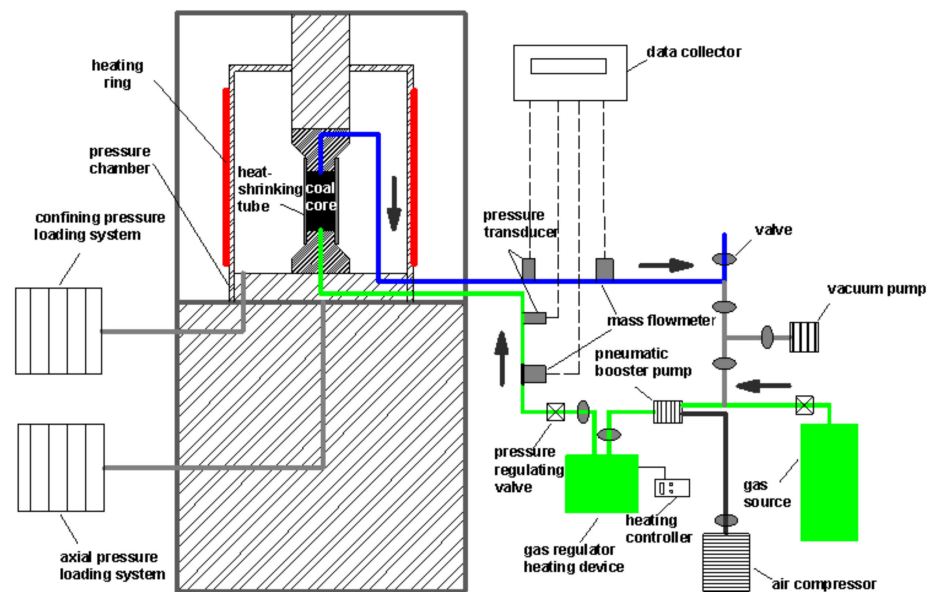 data collector
heating
ring
pressure
chamber
heat-
shrinking
tube
coal
core
confining pressure
loading system
pressure
transducer
valve
vacuum pump
mass flowmeter
pneumatic
booster pump
pressure
regulating
valve
gas
source
heating
controller
gas regulator
heating device
axial pressure
loading system
air compressor